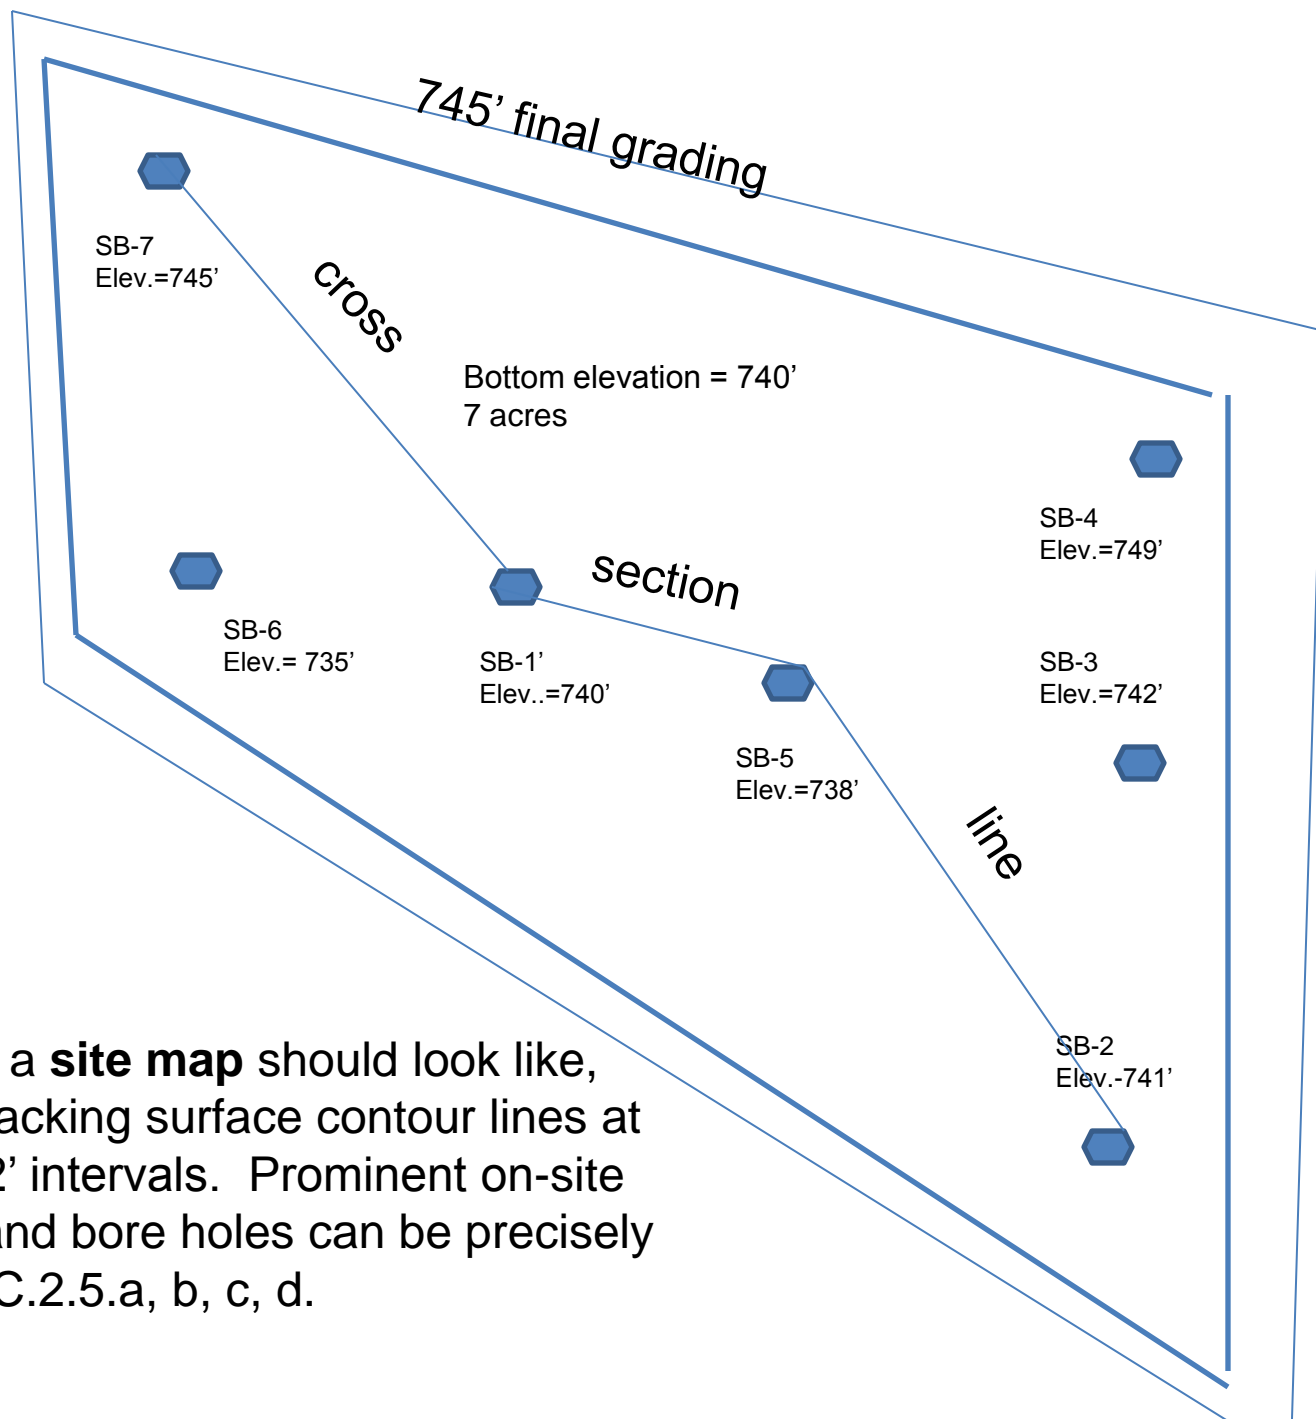 745’ final grading
SB-7
Elev.=745’
cross
Bottom elevation = 740’
7 acres
SB-4
Elev.=749’
section
SB-6
Elev.= 735’
SB-1’
Elev..=740’
SB-3
Elev.=742’
SB-5
Elev.=738’
line
SB-2
Elev.-741’
a site map should look like,
acking surface contour lines at
2’ intervals.  Prominent on-site
and bore holes can be precisely
C.2.5.a, b, c, d.